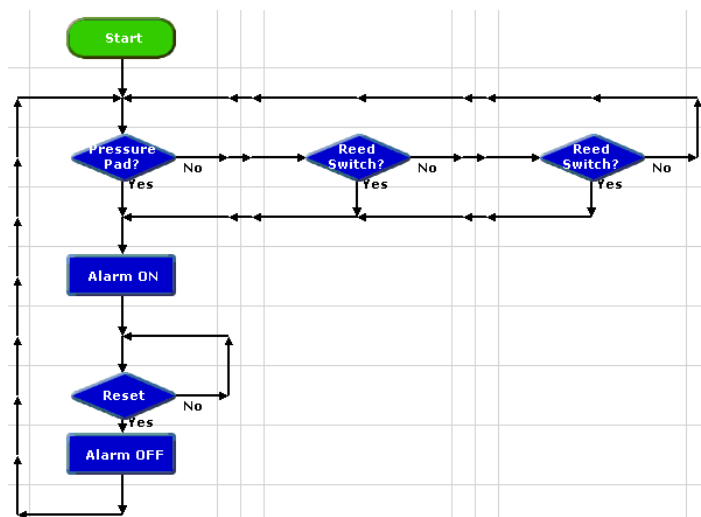 Start
Pressure
Pad?
No
Yes
Reed
Switch?
No
Yes
Reed
Switch?
No
Yes
Alarm ON
Reset
No
Yes
Alarm OFF